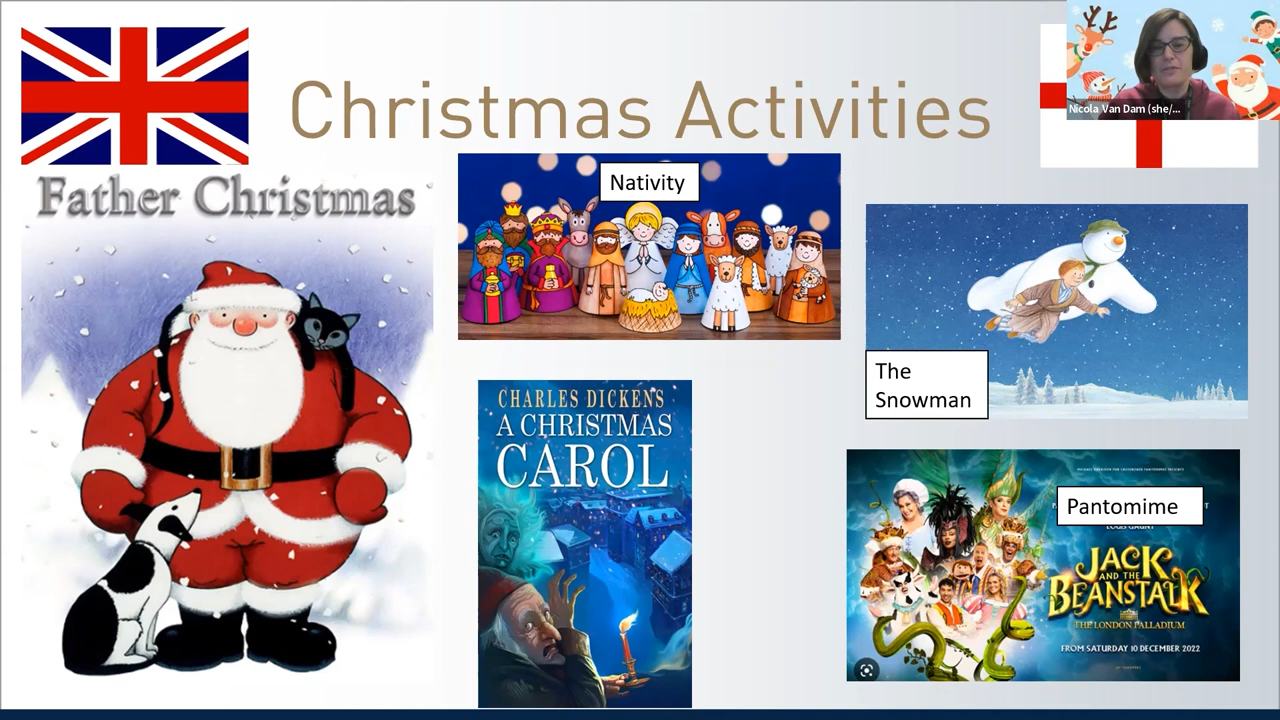 Christmas Activities
Nicola Van Dam (she/...
Father Christmas
Nativity
The
Snowman
CHARLES DICKENS
A CHRISTMAS
CAROL
Pantomime
JACK
AND THE
BEANSTALK
THE LONDON PALLADIUM
FROM SATURDAY 10 DECEMBER 2022